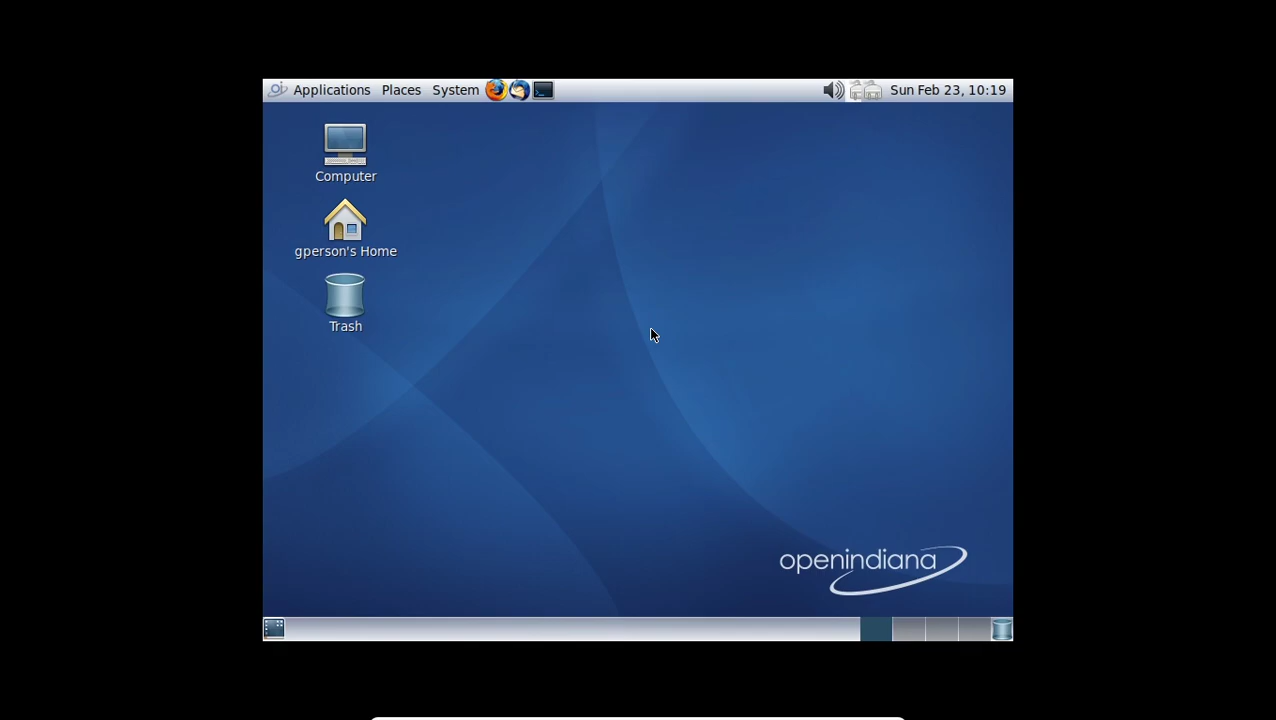 Applications Places System Sun Feb 23, 10:19
Computer
gperson's Home
Trash
openindiana